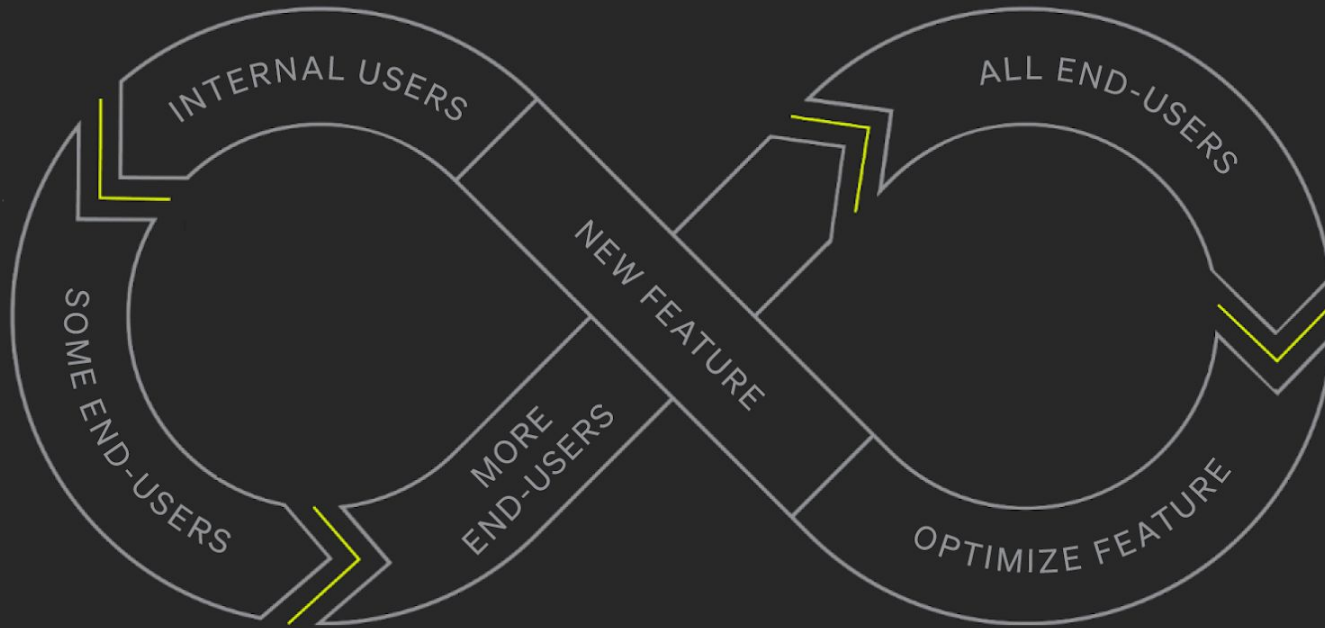 INTERNAL USERS
ALL END-USERS
NEW FEATURE
SOME END-USERS
MORE
END-USERS
OPTIMIZE FEATURE